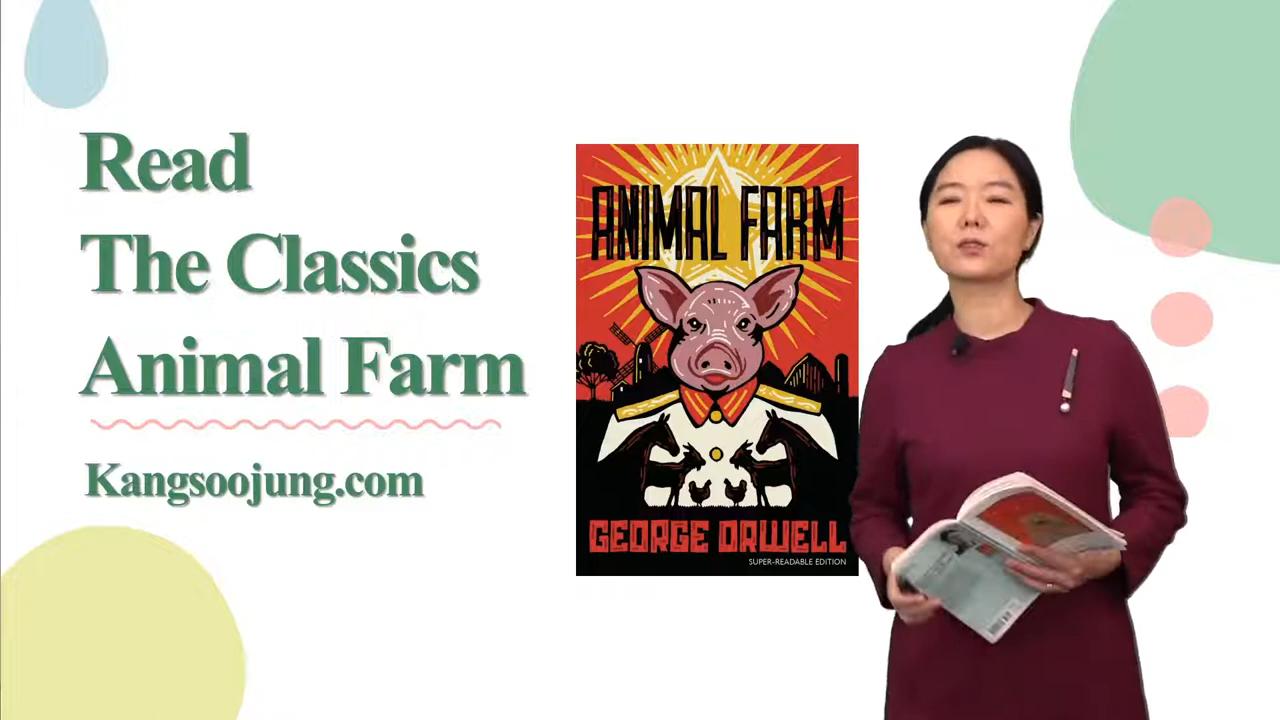 Read
The Classics
Animal Farm
Kangsoojung.com
ANIMAL FARM
GEORGE ORWELL
SUPER-READABLE EDITION